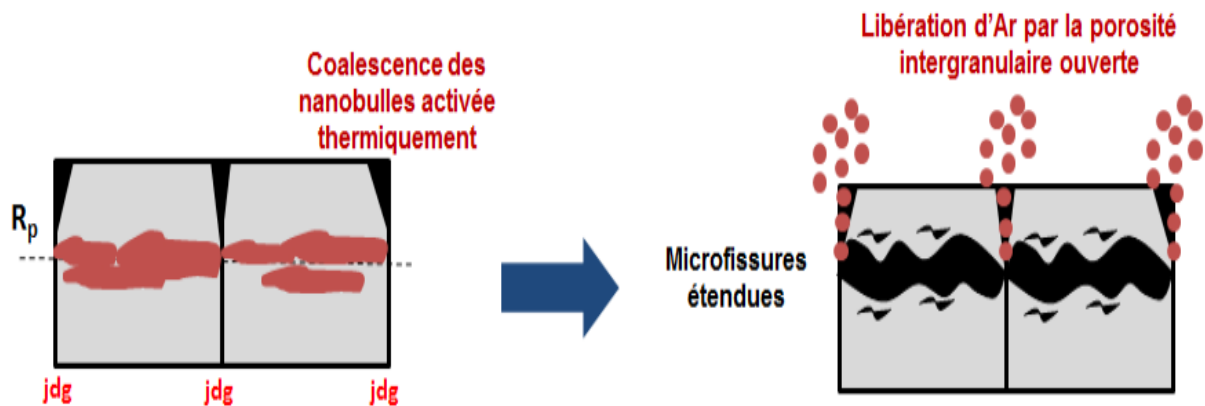 Coalescence des
nanobulles activée
thermiquement
Rp
jdg
jdg
jdg
Libération d'Ar par la porosité
intergranulaire ouverte
Microfissures
étendues